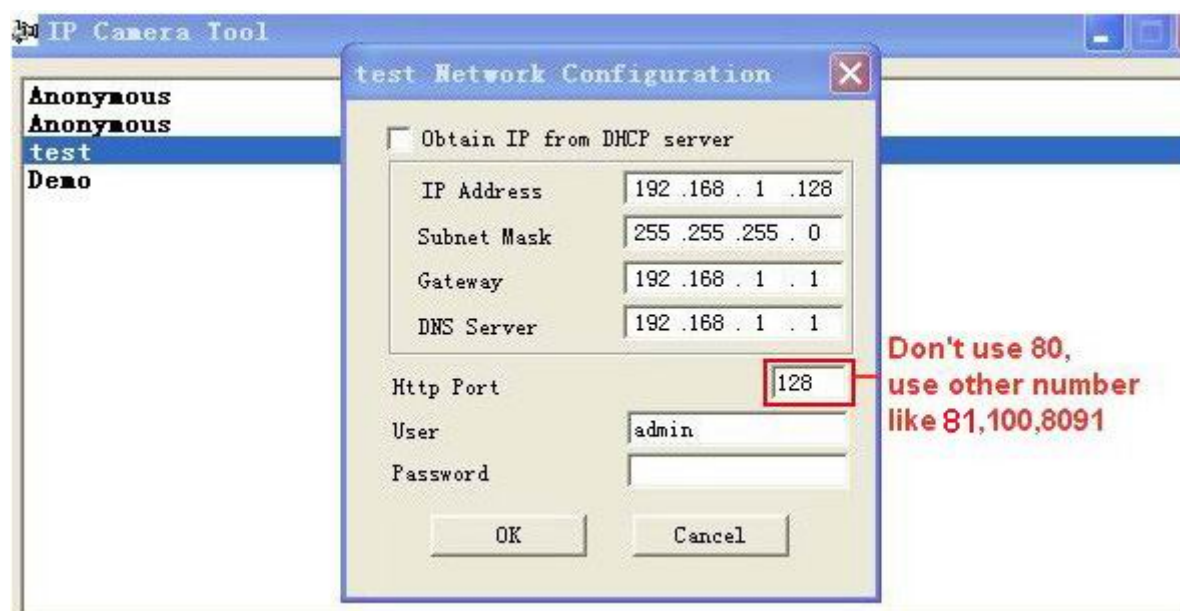 IP Camera Tool
Anonymous
Anonymous
test
Demo
test Network Configuration
Obtain IP from DHCP server
IP Address 192 .168 . 1 .128
Subnet Mask 255 .255 .255 . 0
Gateway 192 .168 . 1 . 1
DNS Server 192 .168 . 1 . 1
Http Port 128
User admin
Password
OK Cancel
Don't use 80,
use other number
like 81,100,8091